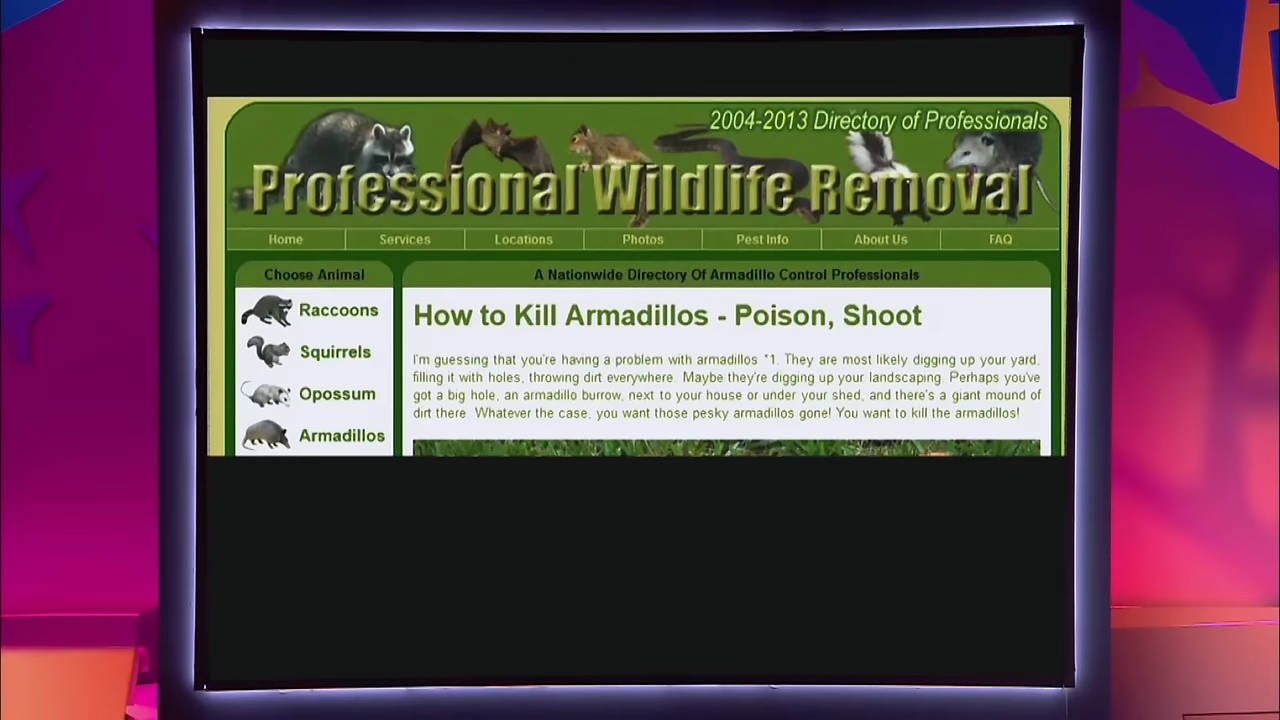 2004-2013 Directory of Professionals
Professional Wildlife Removal
Home Services Locations Photos Pest Info About Us FAQ
Choose Animal
A Nationwide Directory Of Armadillo Control Professionals
Raccoons
Squirrels
Opossum
Armadillos
How to Kill Armadillos - Poison, Shoot
I'm guessing that you're having a problem with armadillos *1. They are most likely digging up your yard,
filling it with holes, throwing dirt everywhere. Maybe they're digging up your landscaping. Perhaps you've
got a big hole, an armadillo burrow, next to your house or under your shed, and there's a giant mound of
dirt there. Whatever the case, you want those pesky armadillos gone! You want to kill the armadillos!